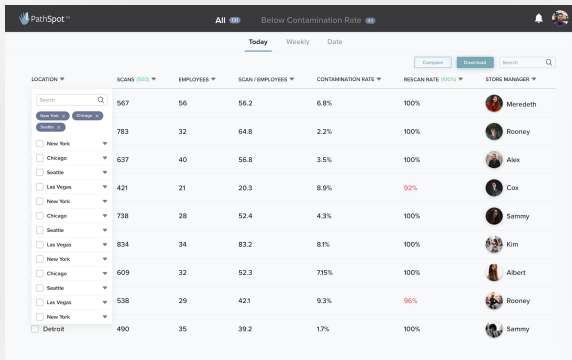 PathSpot™ All 121 Below Contamination Rate 42
Today Weekly Date
Compare Download Search
LOCATION SCANS (500) EMPLOYEES SCAN / EMPLOYEES CONTAMINATION RATE RESCAN RATE (100%) STORE MANAGER
Search
New York × Chicago ×
Seattle ×
New York
Chicago
Seattle
Las Vegas
New York
Chicago
Seattle
Las Vegas
New York
Chicago
Seattle
Las Vegas
New York
567 56 56.2 6.8% 100% Meredeth
783 32 64.8 2.2% 100% Rooney
637 40 56.8 3.5% 100% Alex
421 21 20.3 8.9% 92% Cox
738 28 52.4 4.3% 100% Sammy
834 34 83.2 8.1% 100% Kim
609 32 52.3 7.15% 100% Albert
538 29 42.1 9.3% 96% Rooney
Detroit 490 35 39.2 1.7% 100% Sammy